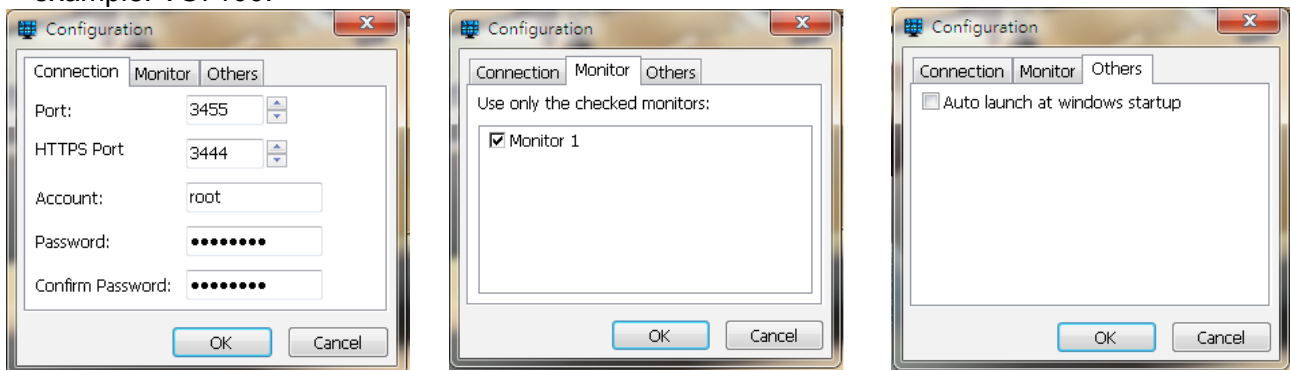 Configuration
Connection Monitor Others
Port: 3455
HTTPS Port 3444
Account: root
Password: ●●●●●●●●
Confirm Password: ●●●●●●●●
OK Cancel
Configuration
Connection Monitor Others
Use only the checked monitors:
Monitor 1
OK Cancel
Configuration
Connection Monitor Others
Auto launch at windows startup
OK Cancel